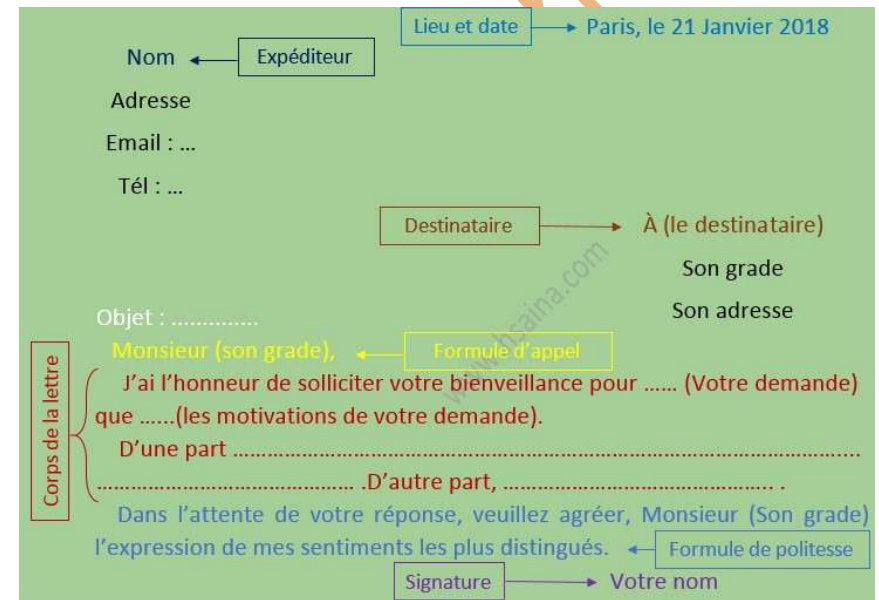 Lieu et date Paris, le 21 Janvier 2018
Nom Expéditeur
Adresse
Email : ...
Tél : ...
Destinataire À (le destinataire)
Son grade
Son adresse
Objet : ..............
Monsieur (son grade), Formule d'appel
Corps de la lettre
J'ai l'honneur de solliciter votre bienveillance pour ...... (Votre demande)
que ......(les motivations de votre demande).
D'une part ...............................................................................................
...................................... .D'autre part, .......................................... .
Dans l'attente de votre réponse, veuillez agréer, Monsieur (Son grade)
l'expression de mes sentiments les plus distingués. Formule de politesse
Signature Votre nom
www.hsaina.com